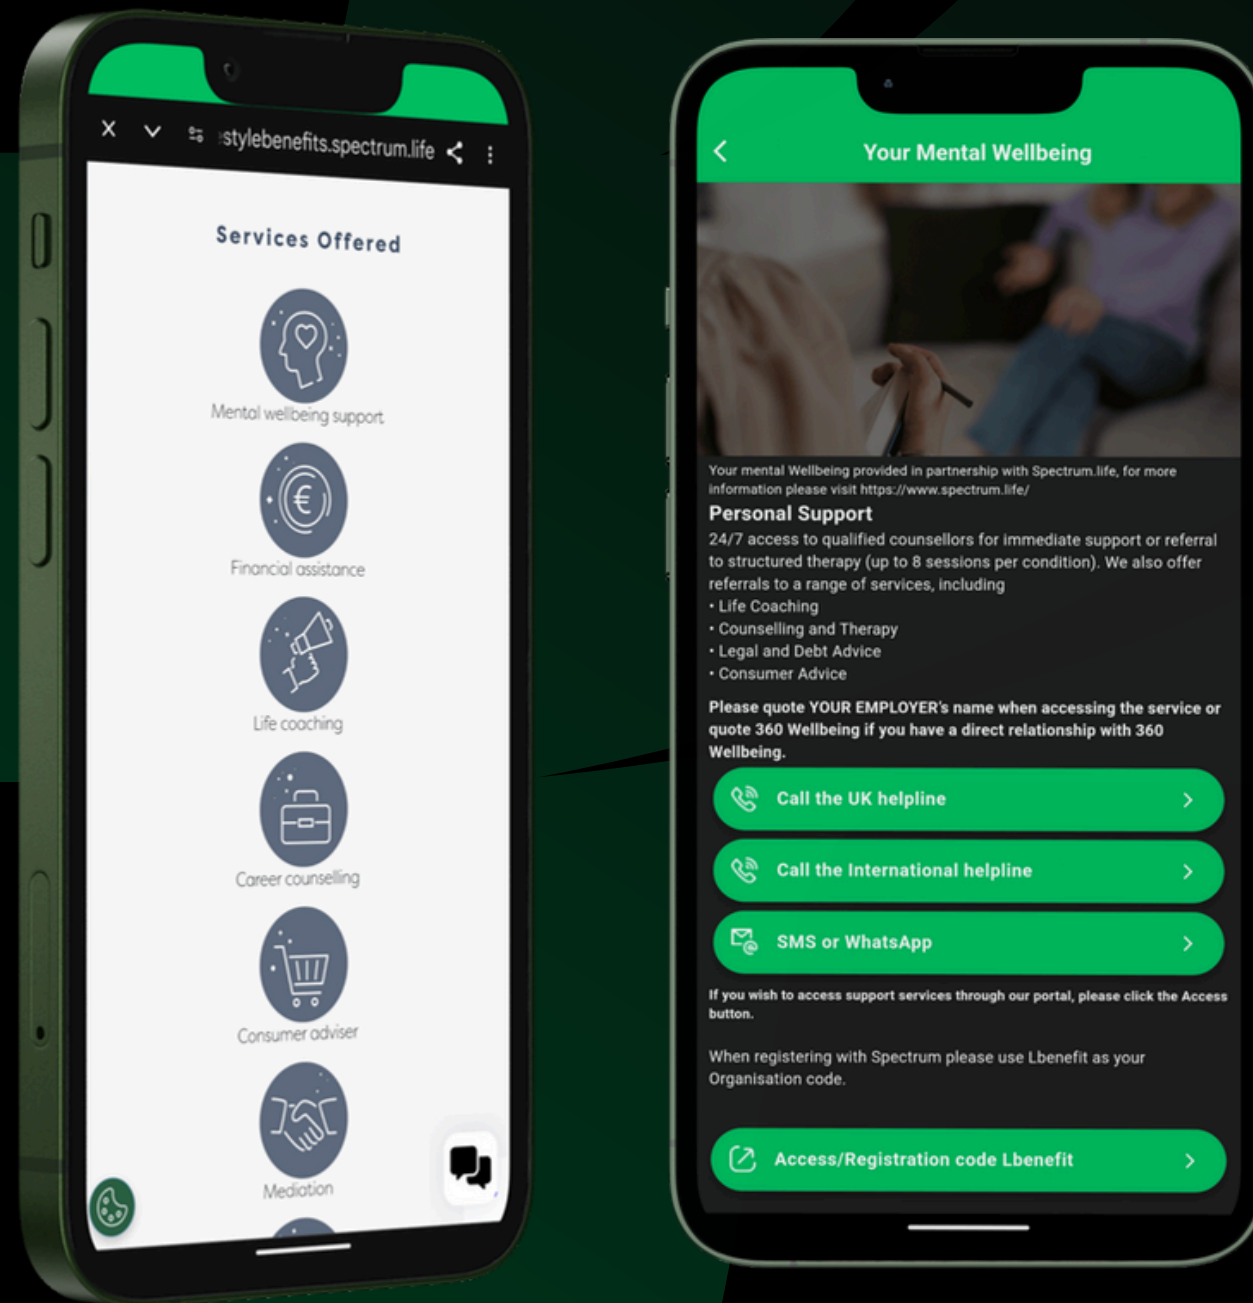 stylebenefits.spectrum.life
Services Offered
Mental wellbeing support
€
Financial assistance
Life coaching
Career counselling
Consumer adviser
Mediation
Your Mental Wellbeing
Your mental Wellbeing provided in partnership with Spectrum.life, for more
information please visit https://www.spectrum.life/
Personal Support
24/7 access to qualified counsellors for immediate support or referral
to structured therapy (up to 8 sessions per condition). We also offer
referrals to a range of services, including
• Life Coaching
• Counselling and Therapy
• Legal and Debt Advice
• Consumer Advice
Please quote YOUR EMPLOYER's name when accessing the service or
quote 360 Wellbeing if you have a direct relationship with 360
Wellbeing.
Call the UK helpline
Call the International helpline
SMS or WhatsApp
If you wish to access support services through our portal, please click the Access
button.
When registering with Spectrum please use Lbenefit as your
Organisation code.
Access/Registration code Lbenefit